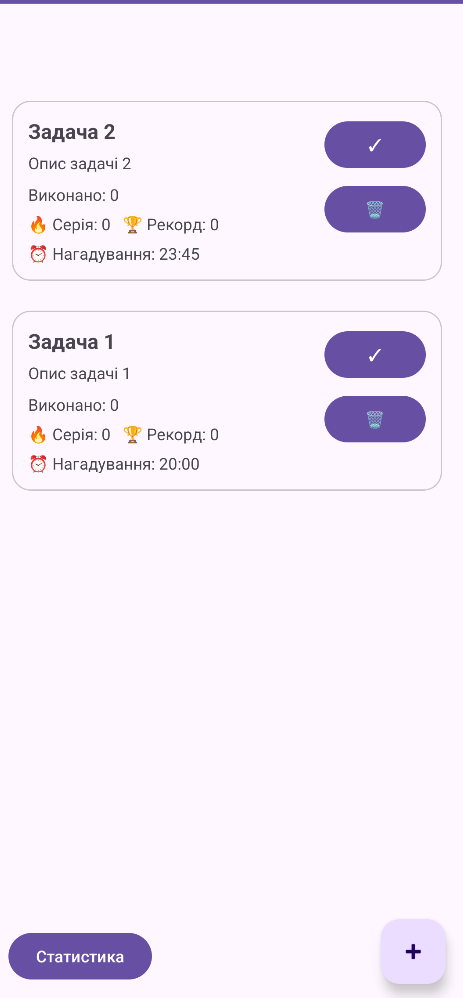 Задача 2
✓
Опис задачі 2
Виконано: 0
🗑️
🔥 Серія: 0 🏆 Рекорд: 0
⏰ Нагадування: 23:45
Задача 1
✓
Опис задачі 1
Виконано: 0
🗑️
🔥 Серія: 0 🏆 Рекорд: 0
⏰ Нагадування: 20:00
Статистика
+